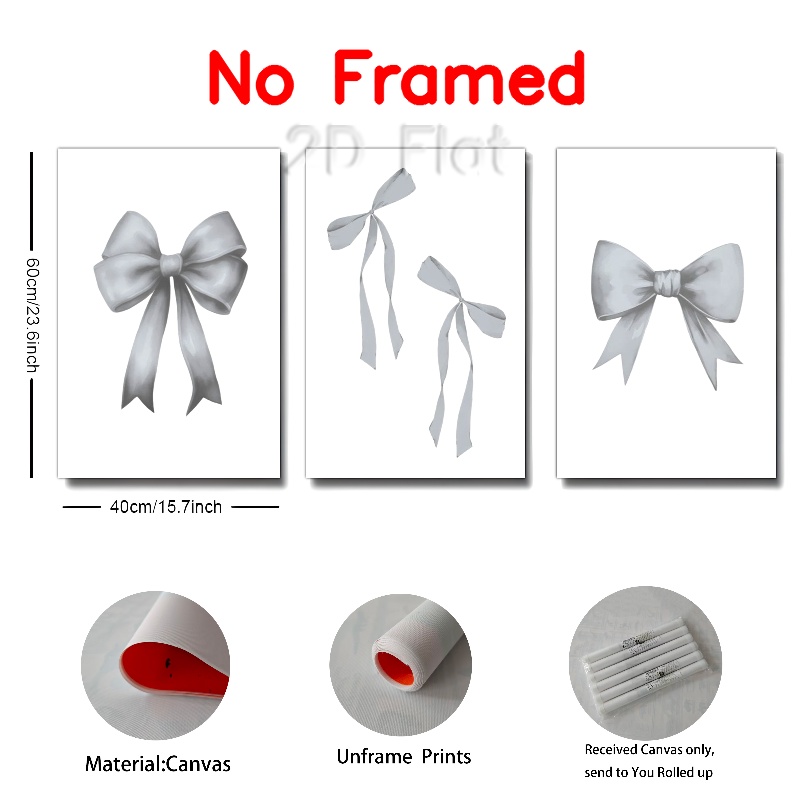 No Framed
2D Flat
60cm/23.6inch
40cm/15.7inch
Material:Canvas
Unframe Prints
Received Canvas only,
send to You Rolled up